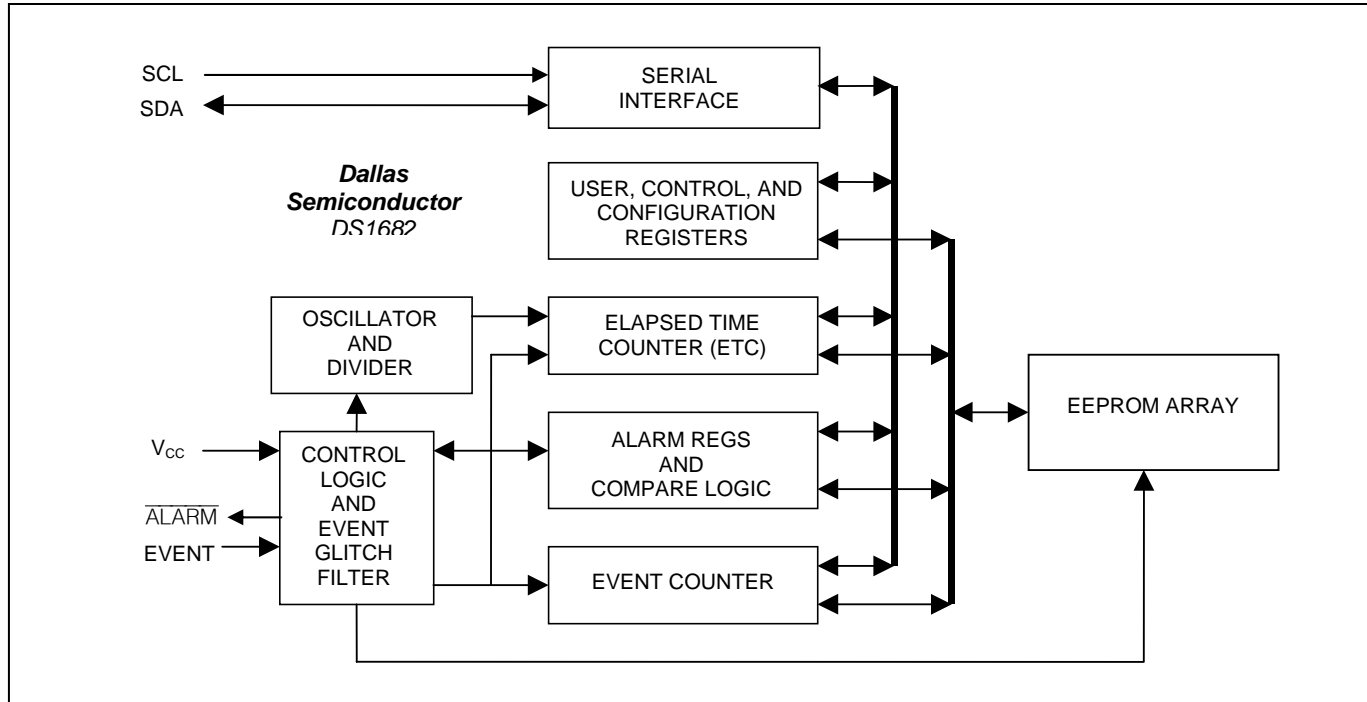 SCL
SDA
SERIAL
INTERFACE
Dallas
Semiconductor
DS1682
USER, CONTROL, AND
CONFIGURATION
REGISTERS
OSCILLATOR
AND
DIVIDER
ELAPSED TIME
COUNTER (ETC)
EEPROM ARRAY
VCC
ALARM
EVENT
CONTROL
LOGIC
AND
EVENT
GLITCH
FILTER
ALARM REGS
AND
COMPARE LOGIC
EVENT COUNTER